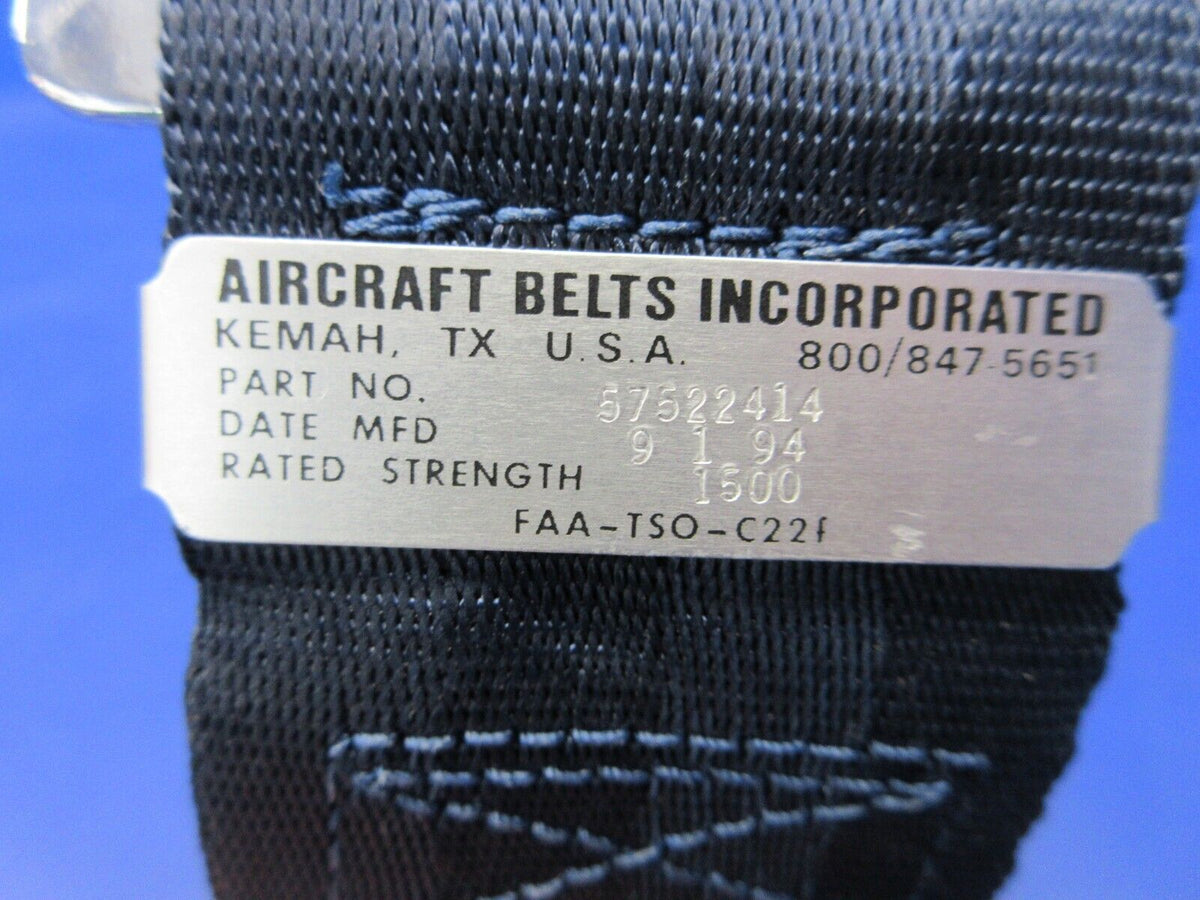 AIRCRAFT BELTS INCORPORATED
KEMAH, TX U.S.A. 800/847-5651
PART NO. 57522414
DATE MFD 9 1 94
RATED STRENGTH 1500
FAA-TSO-C22f